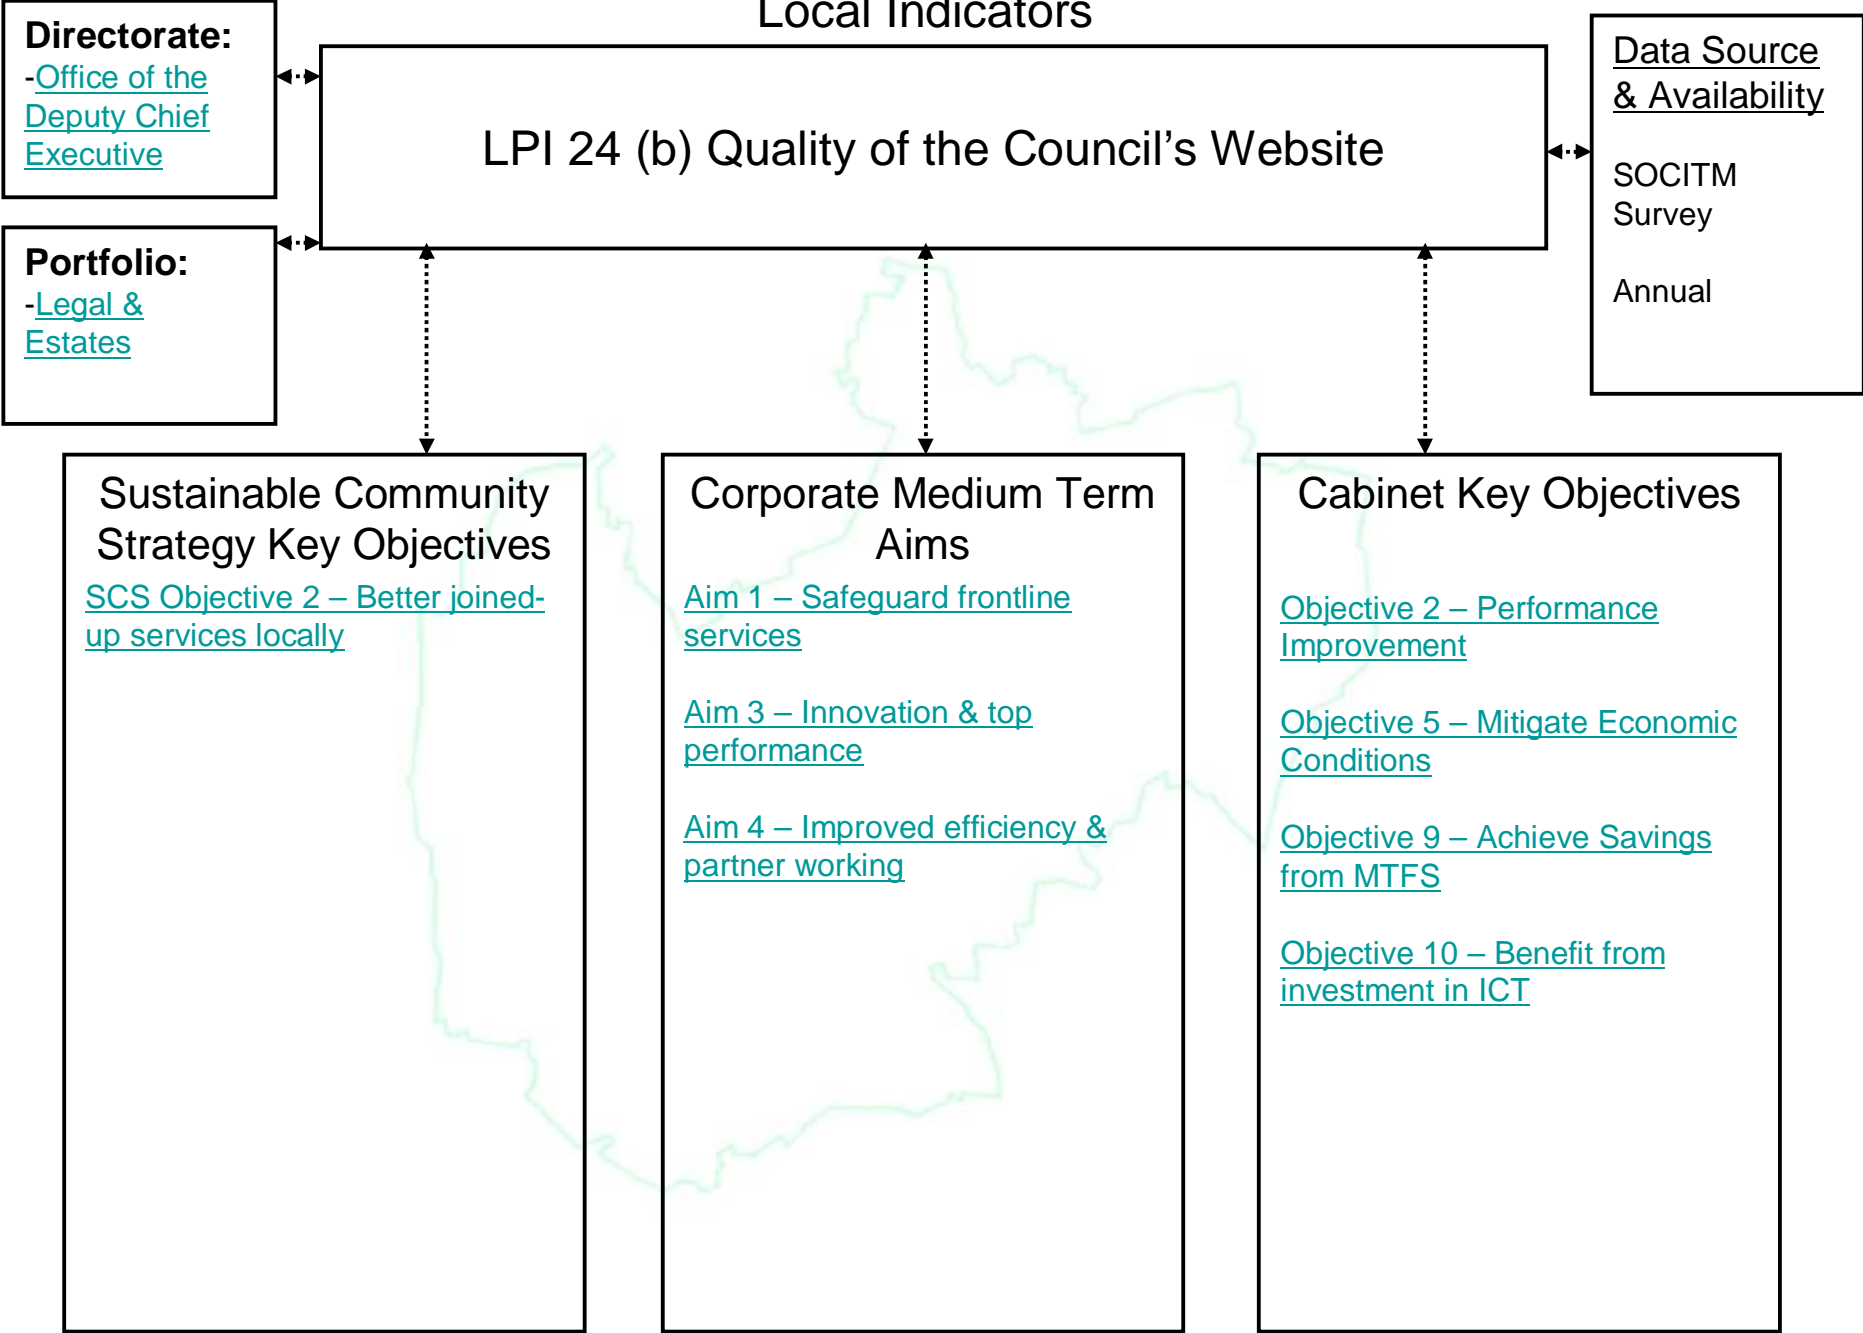 Local Indicators
Directorate:
-Office of the
Deputy Chief
Executive
LPI 24 (b) Quality of the Council’s Website
Data Source
& Availability
SOCITM
Survey
Annual
Portfolio:
-Legal &
Estates
Sustainable Community
Strategy Key Objectives
SCS Objective 2 – Better joined-
up services locally
Corporate Medium Term
Aims
Aim 1 – Safeguard frontline
services
Aim 3 – Innovation & top
performance
Aim 4 – Improved efficiency &
partner working
Cabinet Key Objectives
Objective 2 – Performance
Improvement
Objective 5 – Mitigate Economic
Conditions
Objective 9 – Achieve Savings
from MTFS
Objective 10 – Benefit from
investment in ICT